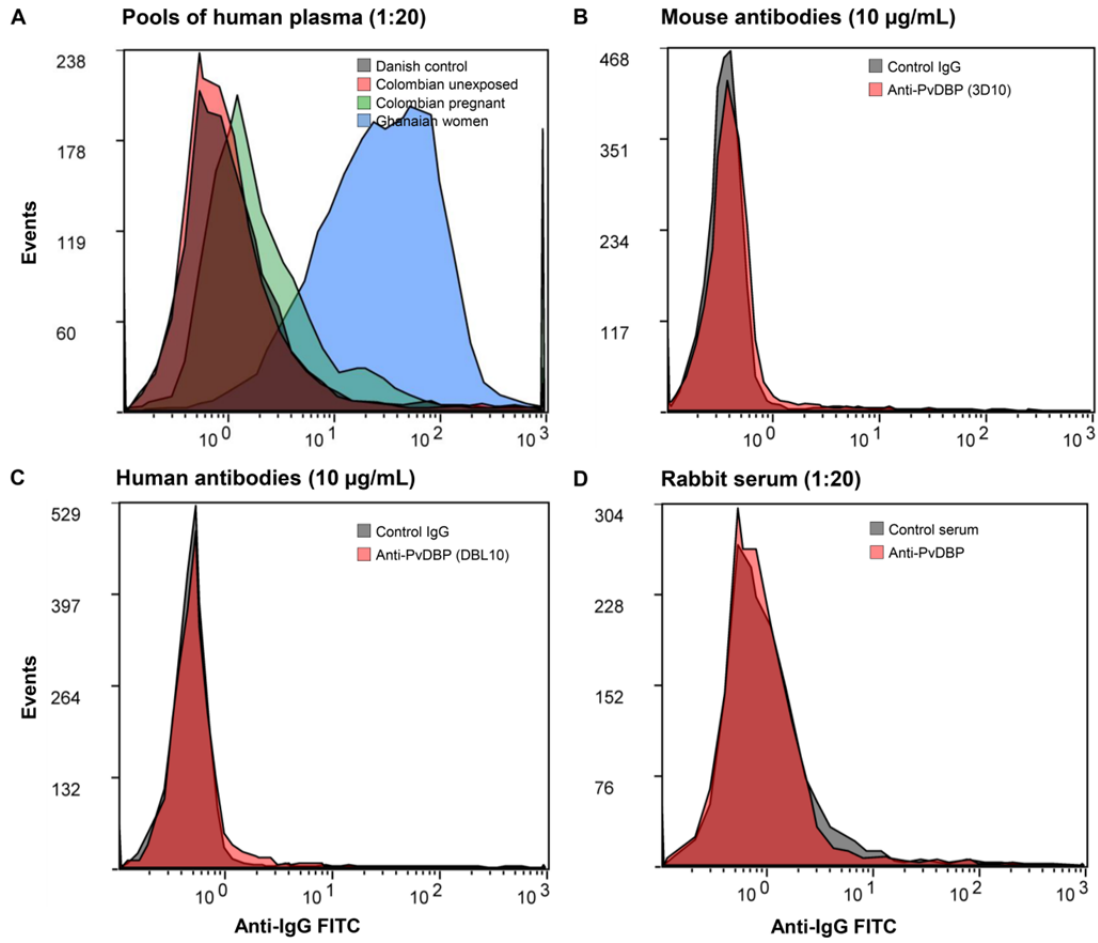 A Pools of human plasma (1:20)
238
178
119
60
Events
Danish control
Colombian unexposed
Colombian pregnant
Ghanaian women
10^0 10^1 10^2 10^3
B Mouse antibodies (10 µg/mL)
468
351
234
117
Control IgG
Anti-PvDBP (3D10)
10^0 10^1 10^2 10^3
C Human antibodies (10 µg/mL)
529
397
264
132
Events
Control IgG
Anti-PvDBP (DBL10)
10^0 10^1 10^2 10^3
Anti-IgG FITC
D Rabbit serum (1:20)
304
228
152
76
Control serum
Anti-PvDBP
10^0 10^1 10^2 10^3
Anti-IgG FITC